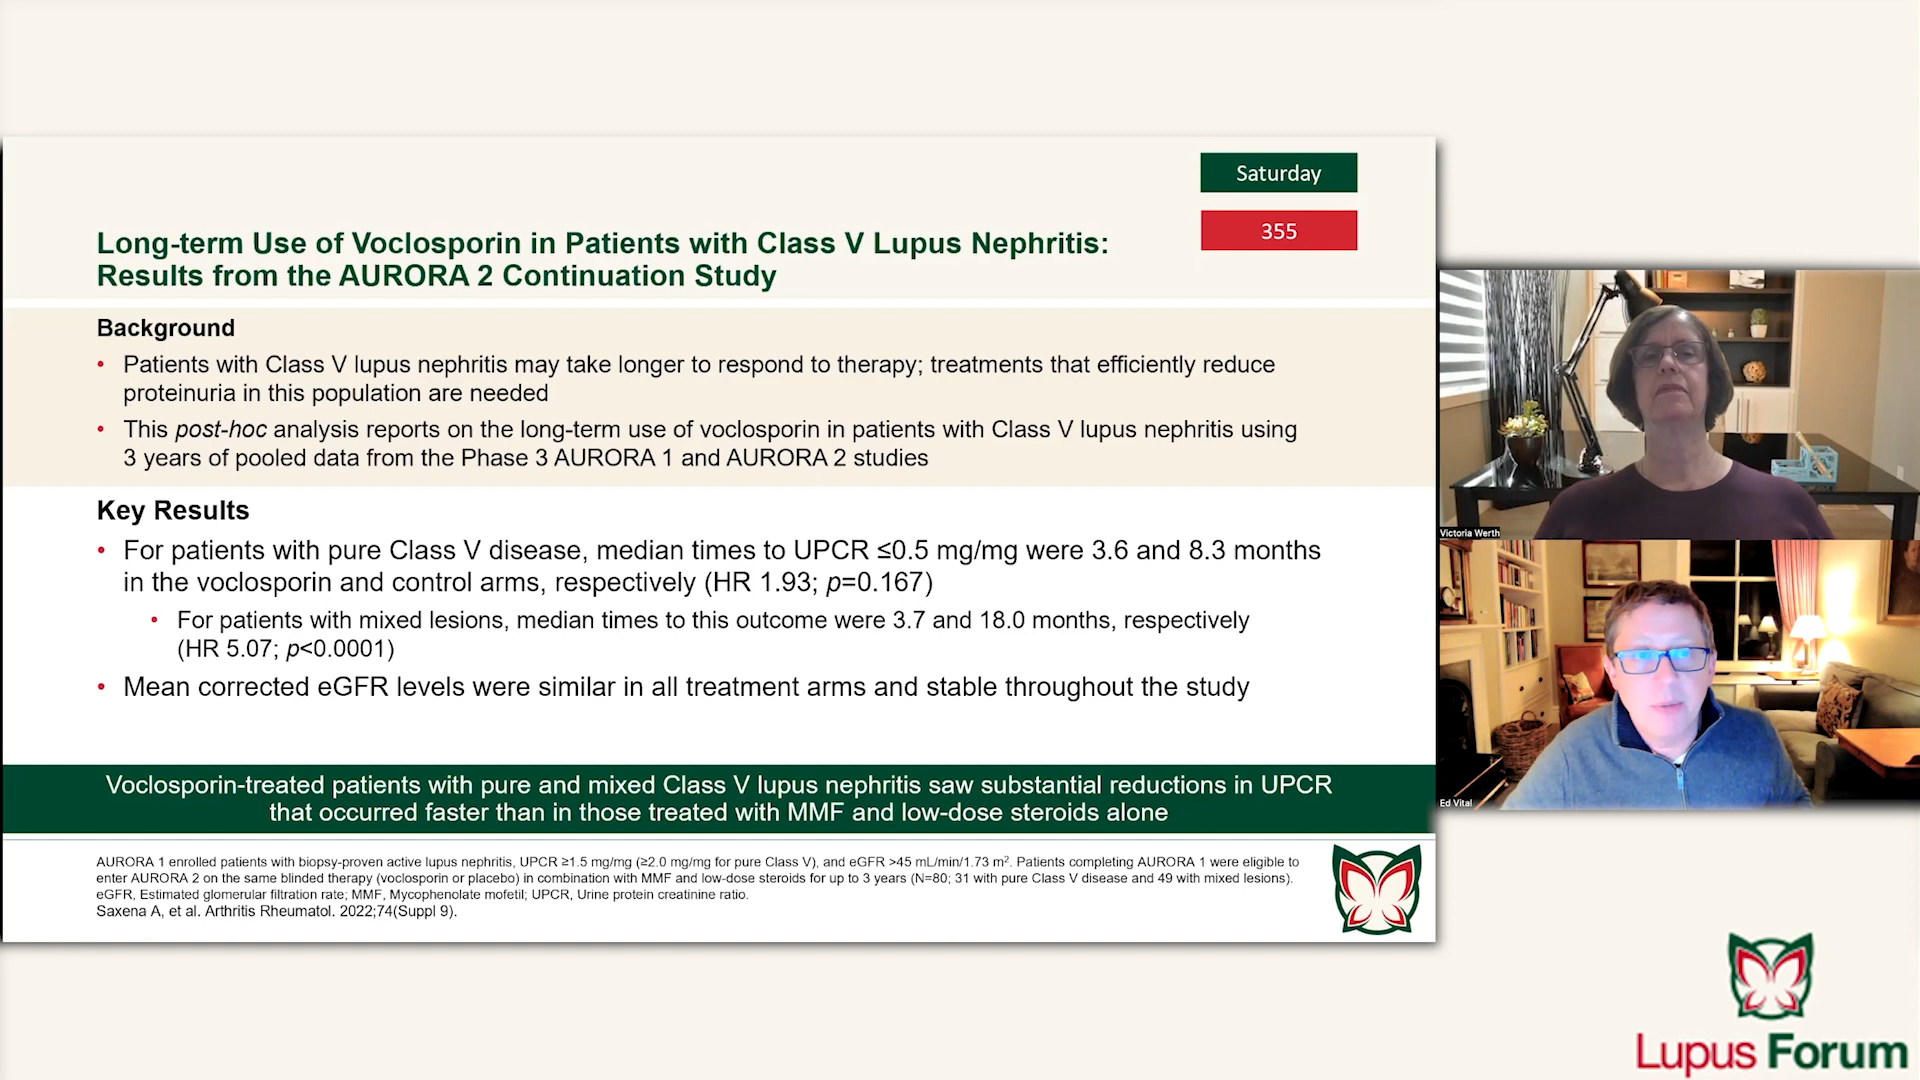 Saturday
355
Long-term Use of Voclosporin in Patients with Class V Lupus Nephritis:
Results from the AURORA 2 Continuation Study
Background
• Patients with Class V lupus nephritis may take longer to respond to therapy; treatments that efficiently reduce
proteinuria in this population are needed
• This post-hoc analysis reports on the long-term use of voclosporin in patients with Class V lupus nephritis using
3 years of pooled data from the Phase 3 AURORA 1 and AURORA 2 studies
Key Results
• For patients with pure Class V disease, median times to UPCR ≤0.5 mg/mg were 3.6 and 8.3 months
in the voclosporin and control arms, respectively (HR 1.93; p=0.167)
• For patients with mixed lesions, median times to this outcome were 3.7 and 18.0 months, respectively
(HR 5.07; p<0.0001)
• Mean corrected eGFR levels were similar in all treatment arms and stable throughout the study
Voclosporin-treated patients with pure and mixed Class V lupus nephritis saw substantial reductions in UPCR
that occurred faster than in those treated with MMF and low-dose steroids alone
AURORA 1 enrolled patients with biopsy-proven active lupus nephritis, UPCR ≥1.5 mg/mg (≥2.0 mg/mg for pure Class V), and eGFR >45 mL/min/1.73 m². Patients completing AURORA 1 were eligible to
enter AURORA 2 on the same blinded therapy (voclosporin or placebo) in combination with MMF and low-dose steroids for up to 3 years (N=80; 31 with pure Class V disease and 49 with mixed lesions).
eGFR, Estimated glomerular filtration rate; MMF, Mycophenolate mofetil; UPCR, Urine protein creatinine ratio.
Saxena A, et al. Arthritis Rheumatol. 2022;74(Suppl 9).
Victoria Werth
Ed Vital
Lupus Forum